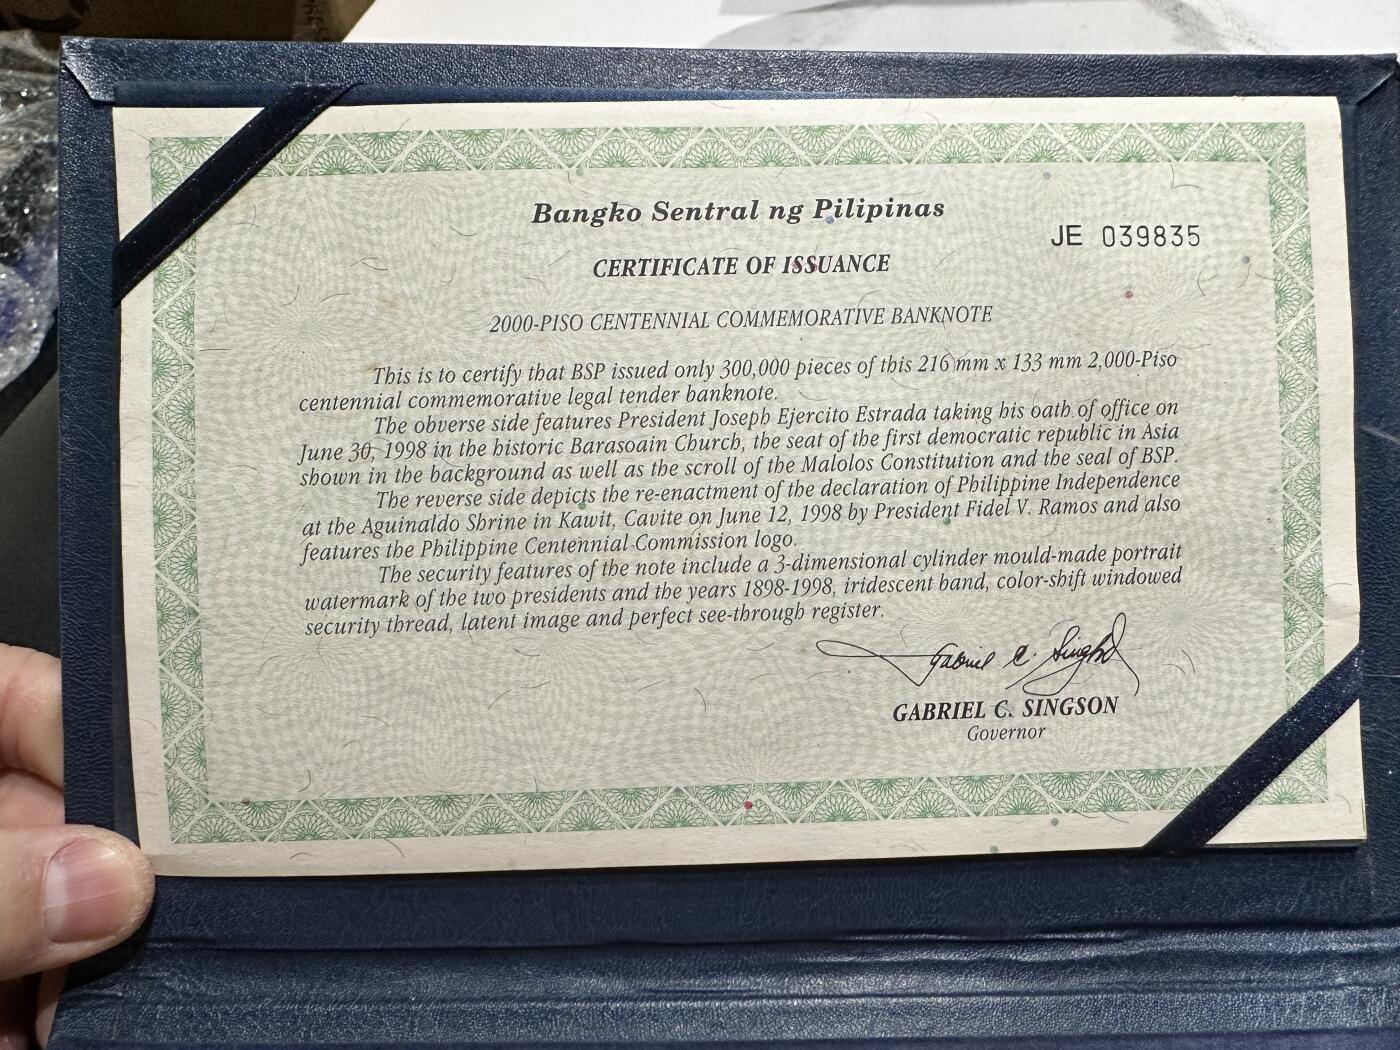 Bangko Sentral ng Pilipinas
JE 039835
CERTIFICATE OF ISSUANCE
2000-PISO CENTENNIAL COMMEMORATIVE BANKNOTE
This is to certify that BSP issued only 300,000 pieces of this 216 mm x 133 mm 2,000-Piso
centennial commemorative legal tender banknote.
The obverse side features President Joseph Ejercito Estrada taking his oath of office on
June 30, 1998 in the historic Barasoain Church, the seat of the first democratic republic in Asia
shown in the background as well as the scroll of the Malolos Constitution and the seal of BSP.
The reverse side depicts the re-enactment of the declaration of Philippine Independence
at the Aguinaldo Shrine in Kawit, Cavite on June 12, 1998 by President Fidel V. Ramos and also
features the Philippine Centennial Commission logo.
The security features of the note include a 3-dimensional cylinder mould-made portrait
watermark of the two presidents and the years 1898-1998, iridescent band, color-shift windowed
security thread, latent image and perfect see-through register.
Gabriel C. Singson
GABRIEL C. SINGSON
Governor